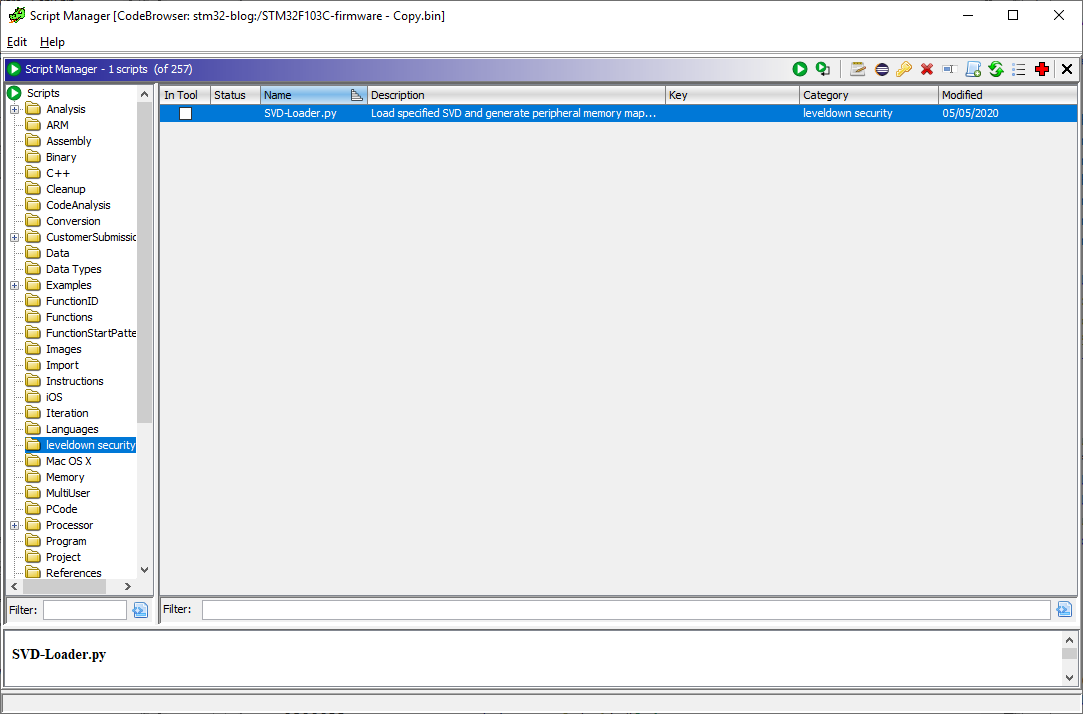 Script Manager [CodeBrowser: stm32-blog:/STM32F103C-firmware - Copy.bin]
Edit Help
Script Manager - 1 scripts (of 257)
Scripts
Analysis
ARM
Assembly
Binary
C++
Cleanup
CodeAnalysis
Conversion
CustomerSubmissic
Data
Data Types
Examples
FunctionID
Functions
FunctionStartPatte
Images
Import
Instructions
iOS
Iteration
Languages
leveldown security
Mac OS X
Memory
MultiUser
PCode
Processor
Program
Project
References
Filter:
In Tool Status Name Description Key Category Modified
SVD-Loader.py Load specified SVD and generate peripheral memory map... leveldown security 05/05/2020
Filter:
SVD-Loader.py